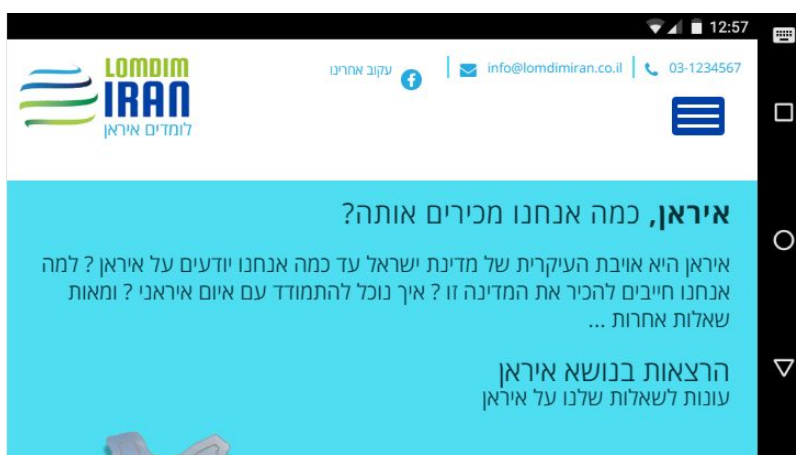 12:57
LOMDIM
IRAN
לומדים איראן
עקוב אחרינו
info@lomdimiran.co.il
03-1234567
איראן, כמה אנחנו מכירים אותה?
איראן היא אויבת העיקרית של מדינת ישראל עד כמה אנחנו יודעים על איראן ? למה
אנחנו חייבים להכיר את המדינה זו ? איך נוכל להתמודד עם איום איראני ? ומאות
שאלות אחרות ...
הרצאות בנושא איראן
עונות לשאלות שלנו על איראן